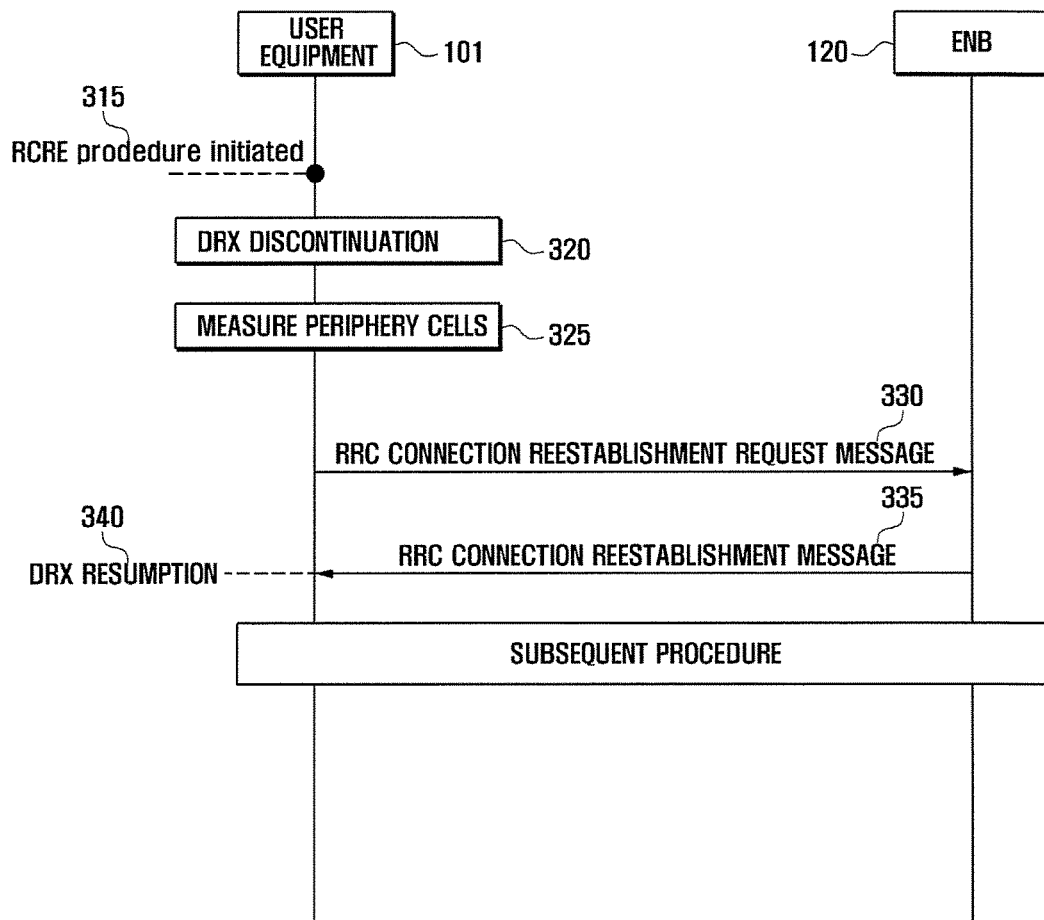 USER
EQUIPMENT
101
120
ENB
315
RCRE prodedure initiated
DRX DISCONTINUATION
320
MEASURE PERIPHERY CELLS
325
330
RRC CONNECTION REESTABLISHMENT REQUEST MESSAGE
335
340
RRC CONNECTION REESTABLISHMENT MESSAGE
DRX RESUMPTION
SUBSEQUENT PROCEDURE